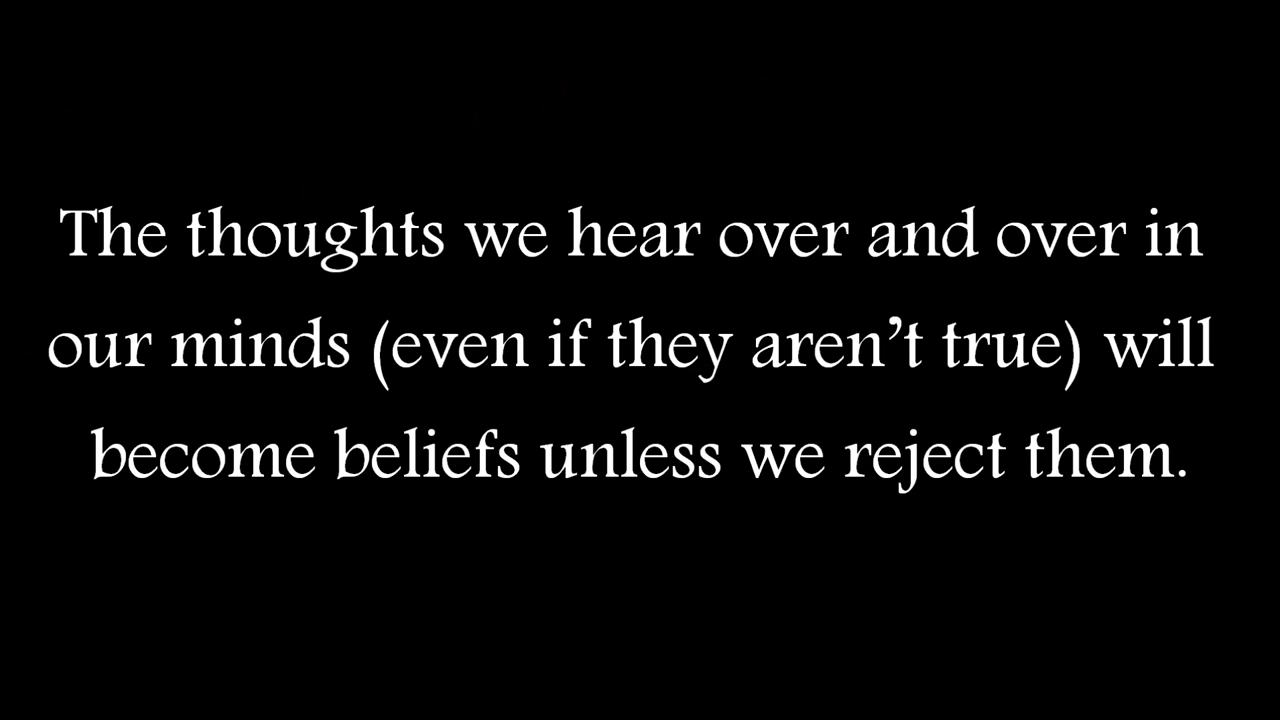 The thoughts we hear over and over in
our minds (even if they aren’t true) will
become beliefs unless we reject them.